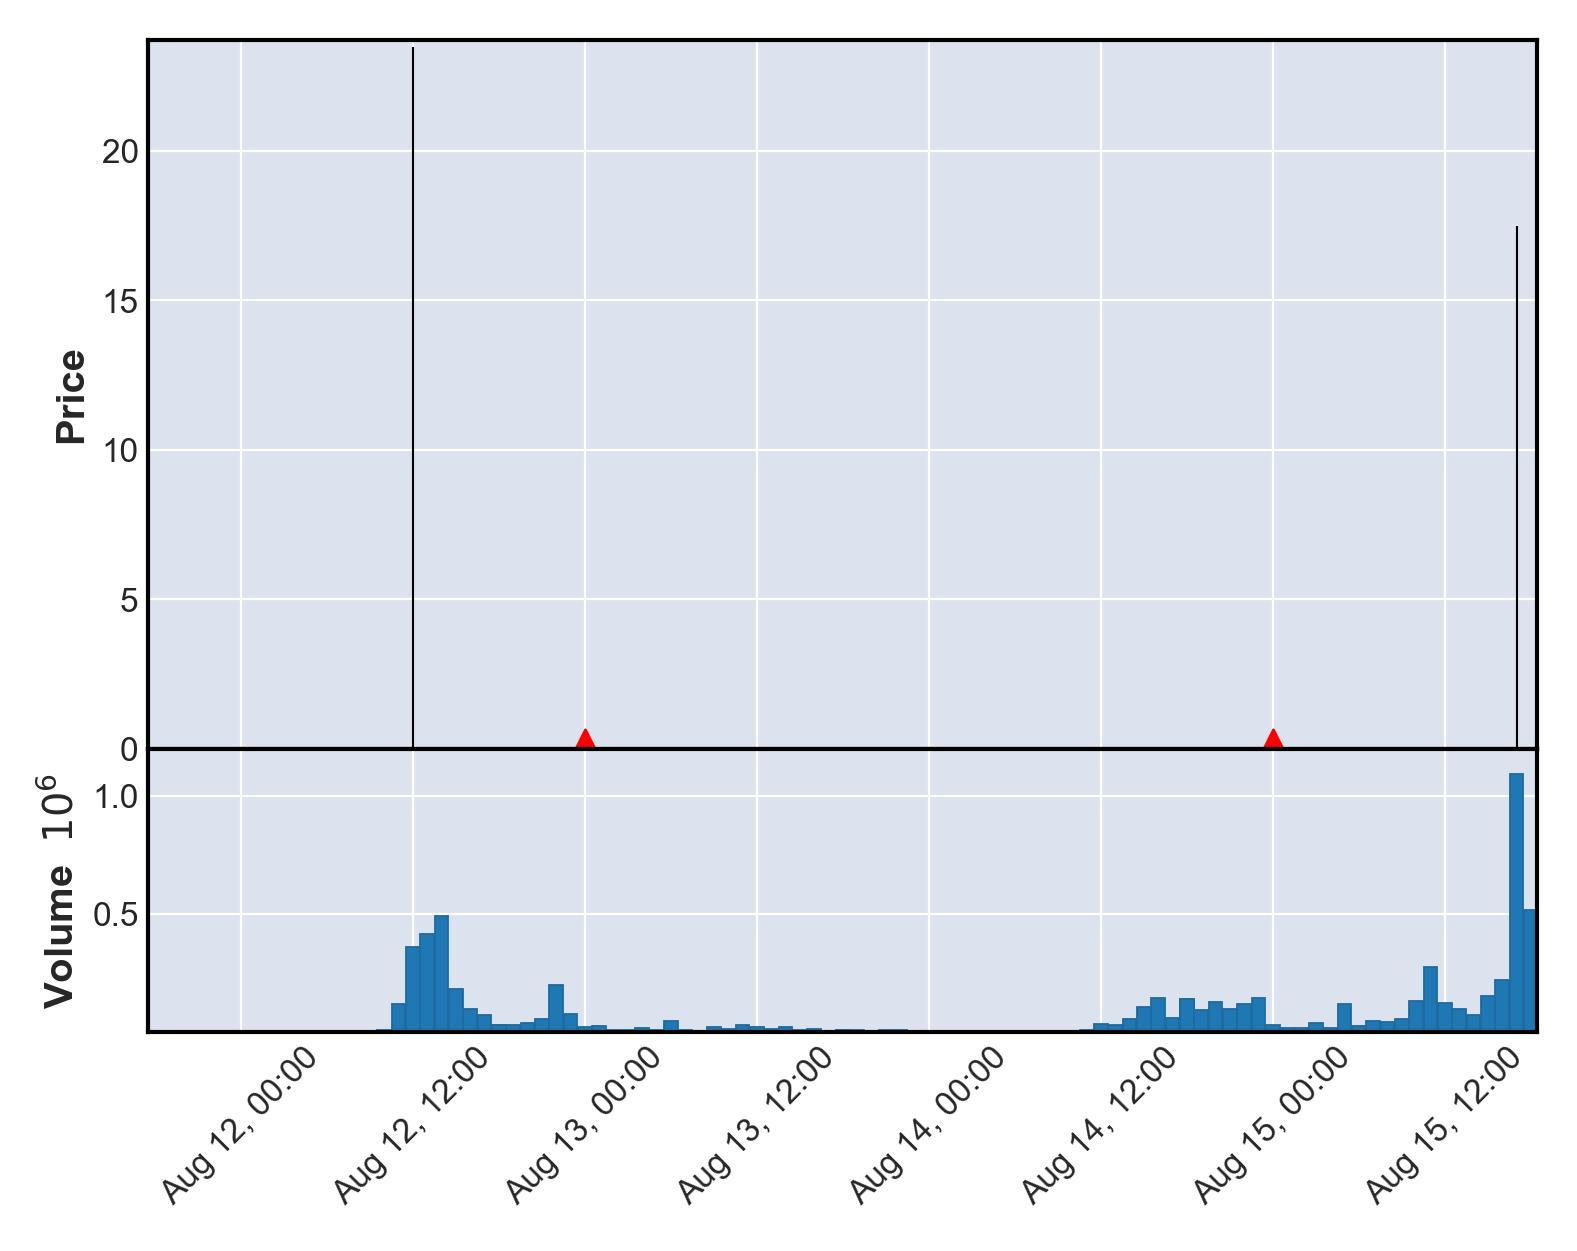 20
15
10
5
0
Price
1.0
0.5
Volume 10⁶
Aug 12, 00:00
Aug 12, 12:00
Aug 13, 00:00
Aug 13, 12:00
Aug 14, 00:00
Aug 14, 12:00
Aug 15, 00:00
Aug 15, 12:00